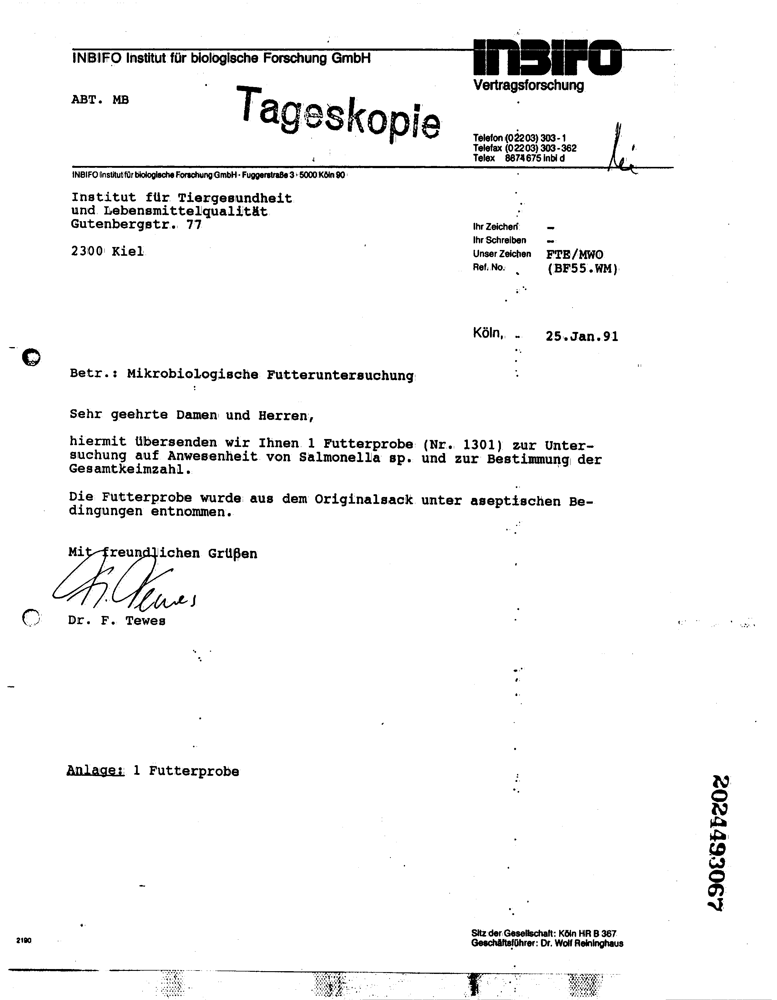 INBIFO Institut für biologische Forschung GmbH
INBIFO
Vertragsforschung
ABT. MB
Tageskopie
Telefon (02203) 303-1
Telefax (02203) 303-362
Telex 8874675 inbi d
INBIFO Institut für biologische Forschung GmbH · Fuggerstraße 3 · 5000 Köln 90
Institut für Tiergesundheit
und Lebensmittelqualität
Gutenbergstr. 77
2300 Kiel
Ihr Zeichen –
Ihr Schreiben –
Unser Zeichen FTE/MWO
Ref. No. (BF55.WM)
Köln, 25.Jan.91
Betr.: Mikrobiologische Futteruntersuchung
Sehr geehrte Damen und Herren,
hiermit übersenden wir Ihnen 1 Futterprobe (Nr. 1301) zur Unter-
suchung auf Anwesenheit von Salmonella sp. und zur Bestimmung der
Gesamtkeimzahl.
Die Futterprobe wurde aus dem Originalsack unter aseptischen Be-
dingungen entnommen.
Mit freundlichen Grüßen
F. Tewes
Dr. F. Tewes
Anlage: 1 Futterprobe
2024493067
Sitz der Gesellschaft: Köln HR B 367
Geschäftsführer: Dr. Wolf Reininghaus
2190